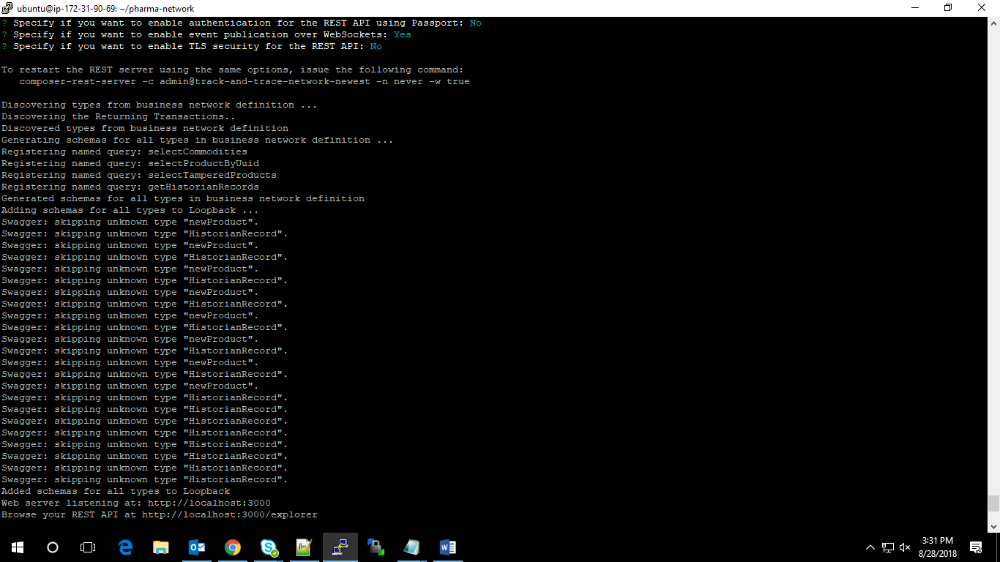 ubuntu@ip-172-31-90-69: ~/pharma-network
? Specify if you want to enable authentication for the REST API using Passport: No
? Specify if you want to enable event publication over WebSockets: Yes
? Specify if you want to enable TLS security for the REST API: No
To restart the REST server using the same options, issue the following command:
composer-rest-server -c admin@track-and-trace-network-newest -n never -w true
Discovering types from business network definition ...
Discovering the Returning Transactions..
Discovered types from business network definition
Generating schemas for all types in business network definition ...
Registering named query: selectCommodities
Registering named query: selectProductByUuid
Registering named query: selectTamperedProducts
Registering named query: getHistorianRecords
Generated schemas for all types in business network definition
Adding schemas for all types to Loopback ...
Swagger: skipping unknown type "newProduct".
Swagger: skipping unknown type "HistorianRecord".
Swagger: skipping unknown type "newProduct".
Swagger: skipping unknown type "HistorianRecord".
Swagger: skipping unknown type "newProduct".
Swagger: skipping unknown type "HistorianRecord".
Swagger: skipping unknown type "newProduct".
Swagger: skipping unknown type "HistorianRecord".
Swagger: skipping unknown type "newProduct".
Swagger: skipping unknown type "HistorianRecord".
Swagger: skipping unknown type "newProduct".
Swagger: skipping unknown type "HistorianRecord".
Swagger: skipping unknown type "newProduct".
Swagger: skipping unknown type "HistorianRecord".
Swagger: skipping unknown type "newProduct".
Swagger: skipping unknown type "HistorianRecord".
Swagger: skipping unknown type "HistorianRecord".
Swagger: skipping unknown type "HistorianRecord".
Swagger: skipping unknown type "HistorianRecord".
Swagger: skipping unknown type "HistorianRecord".
Swagger: skipping unknown type "HistorianRecord".
Swagger: skipping unknown type "HistorianRecord".
Swagger: skipping unknown type "HistorianRecord".
Added schemas for all types to Loopback
Web server listening at: http://localhost:3000
Browse your REST API at http://localhost:3000/explorer
3:31 PM
8/28/2018